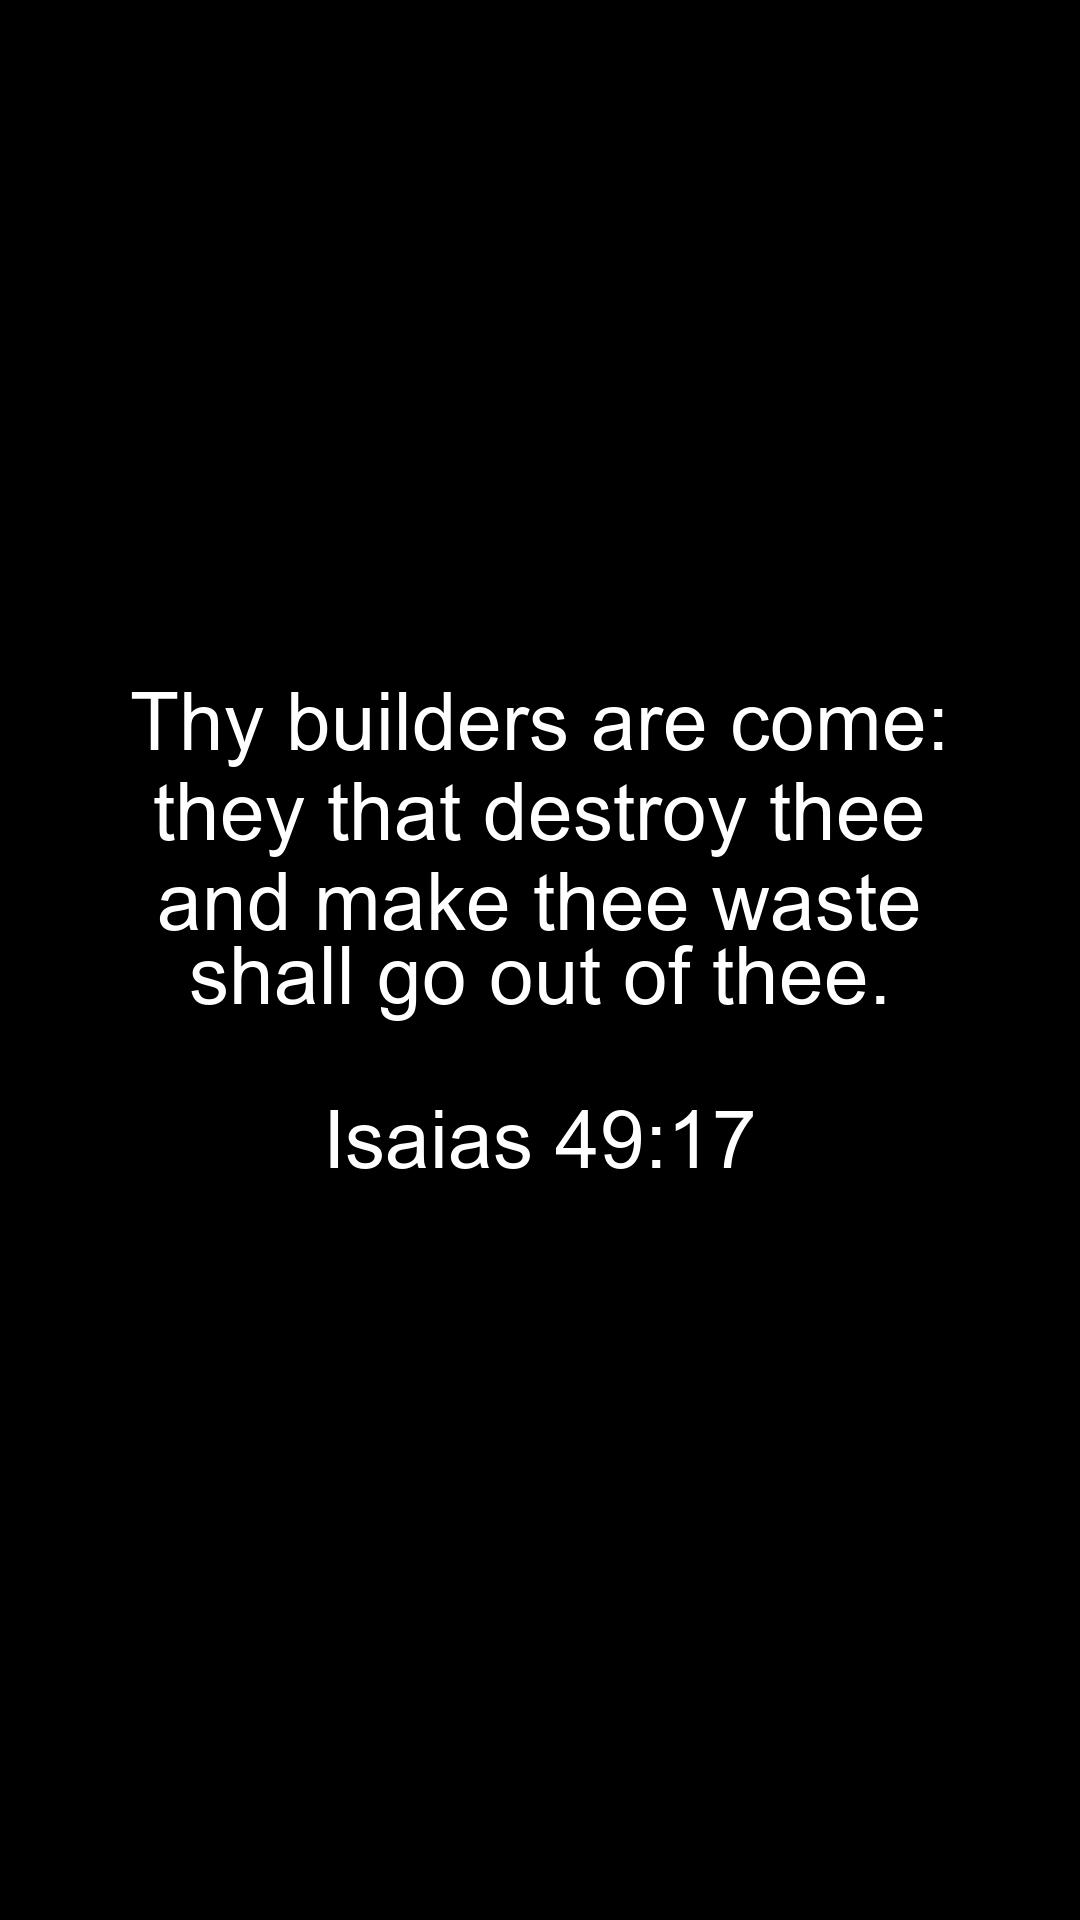 Thy builders are come:
they that destroy thee
and make thee waste
shall go out of thee.
Isaias 49:17